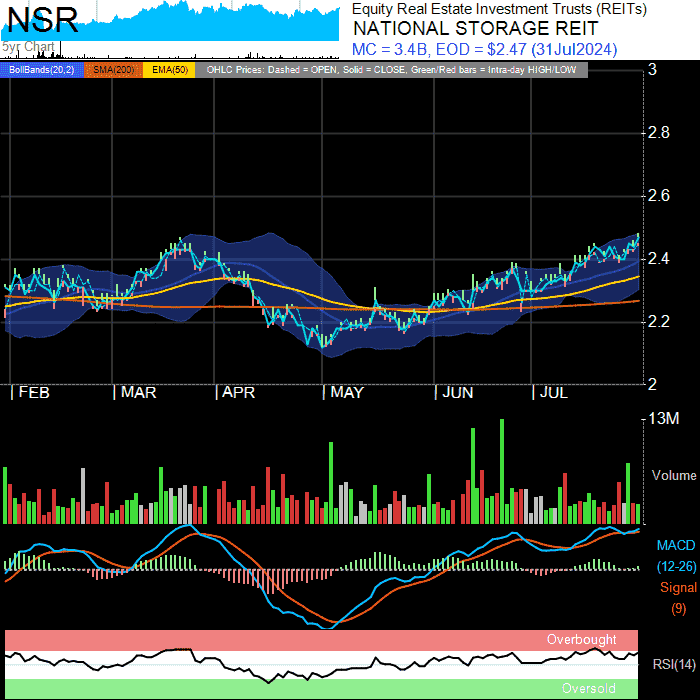 NSR
5yr Chart
Equity Real Estate Investment Trusts (REITs)
NATIONAL STORAGE REIT
MC = 3.4B, EOD = $2.47 (31Jul2024)
BollBands(20,2) SMA(200) EMA(50) OHLC Prices: Dashed = OPEN, Solid = CLOSE, Green/Red bars = Intra-day HIGH/LOW
3
2.8
2.6
2.4
2.2
2
FEB MAR APR MAY JUN JUL
13M
Volume
MACD
(12-26)
Signal
(9)
Overbought
RSI(14)
Oversold